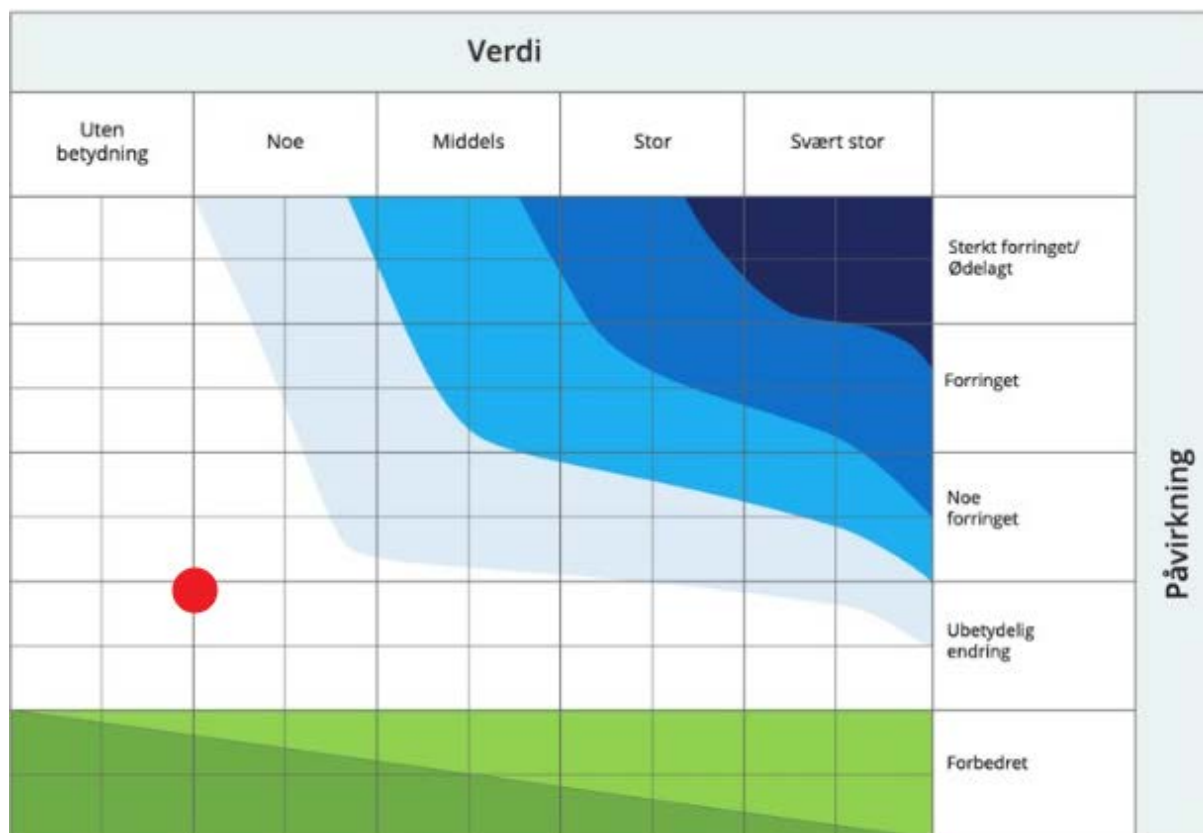 Verdi
Uten
betydning
Noe
Middels
Stor
Svært stor
Sterkt forringet/
Ødelagt
Forringet
Noe
forringet
Ubetydelig
endring
Forbedret
Påvirkning